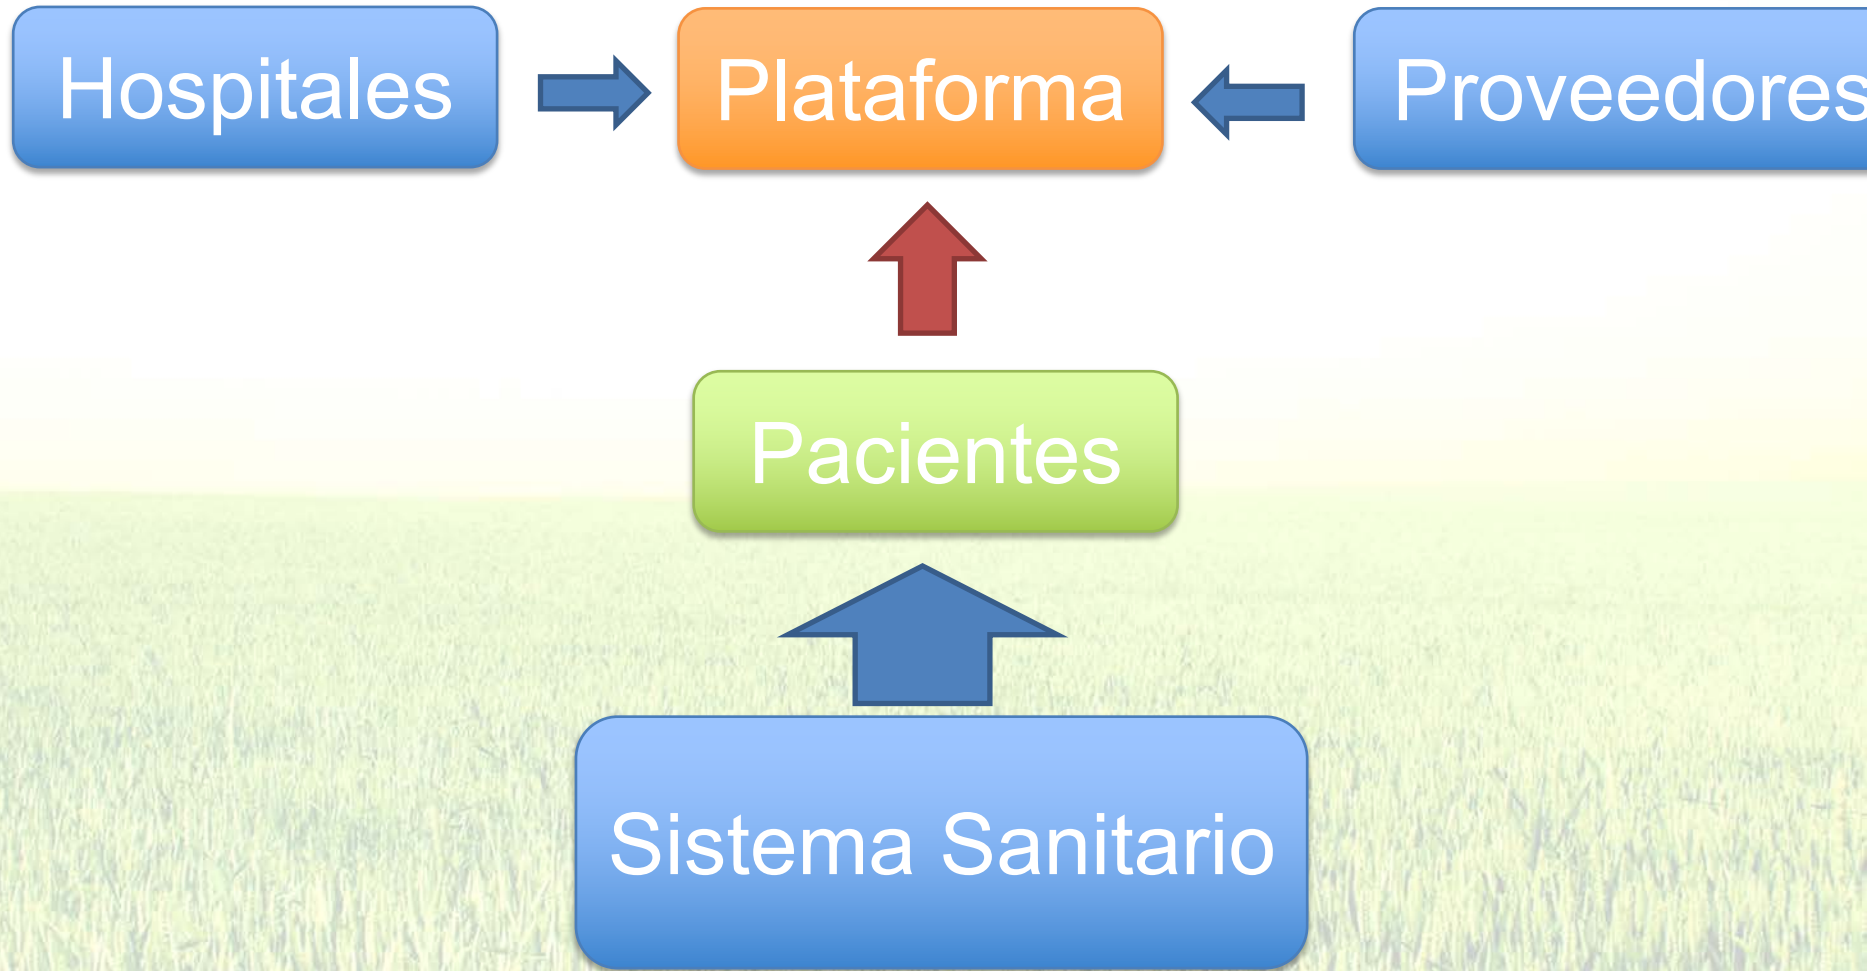 Hospitales
Plataforma
Proveedores
Pacientes
Sistema Sanitario